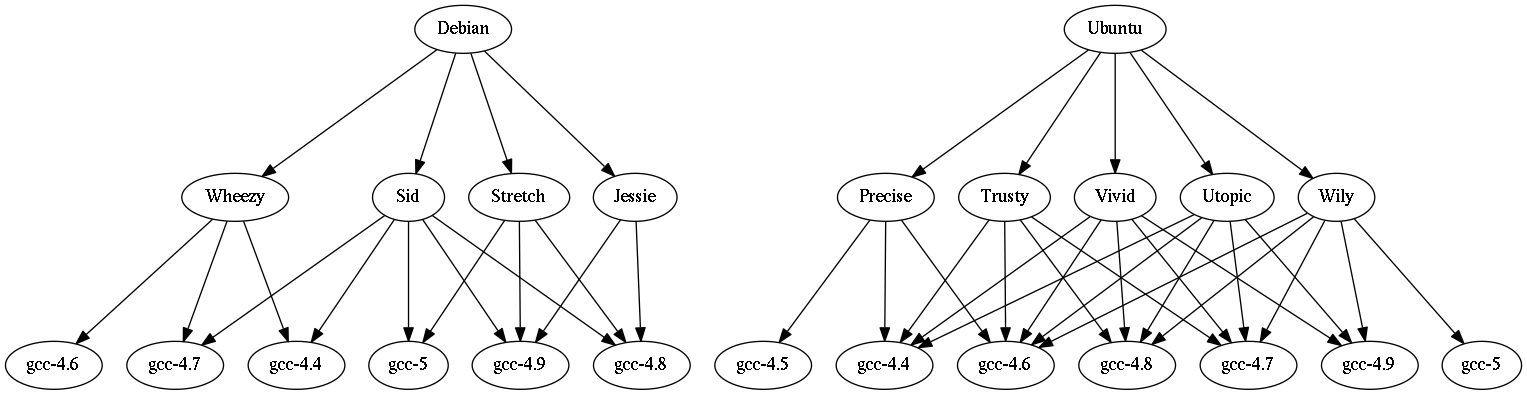 Debian
Ubuntu
Wheezy
Sid
Stretch
Jessie
Precise
Trusty
Vivid
Utopic
Wily
gcc-4.6
gcc-4.7
gcc-4.4
gcc-5
gcc-4.9
gcc-4.8
gcc-4.5
gcc-4.4
gcc-4.6
gcc-4.8
gcc-4.7
gcc-4.9
gcc-5